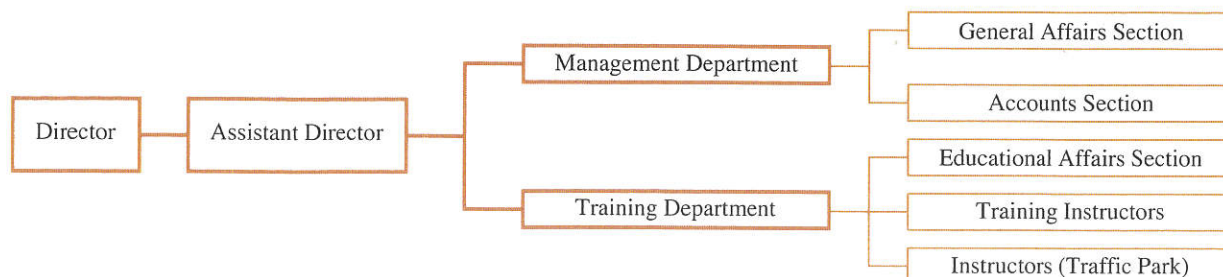 Director
Assistant Director
Management Department
General Affairs Section
Accounts Section
Training Department
Educational Affairs Section
Training Instructors
Instructors (Traffic Park)